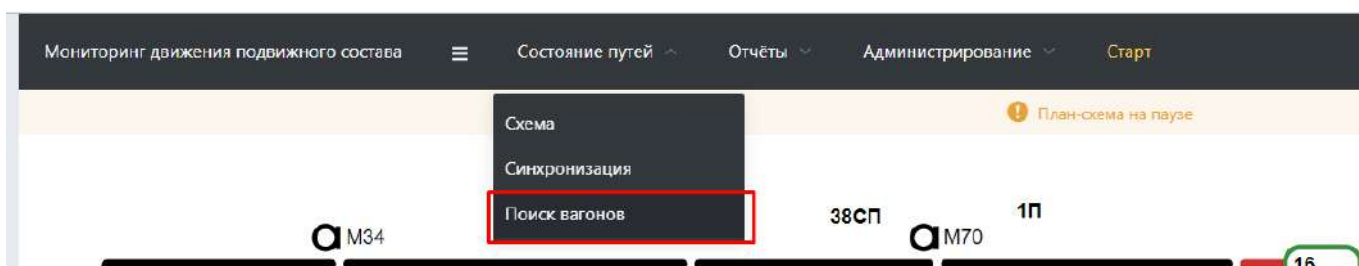 Мониторинг движения подвижного состава Состояние путей Отчёты Администрирование Старт
План-схема на паузе
Схема
Синхронизация
Поиск вагонов
38СП 1П
М34 М70
16